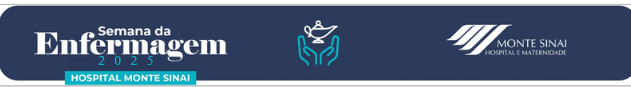 Semana da
Enfermagem
2025
HOSPITAL MONTE SINAI
MONTE SINAI
HOSPITAL E MATERNIDADE